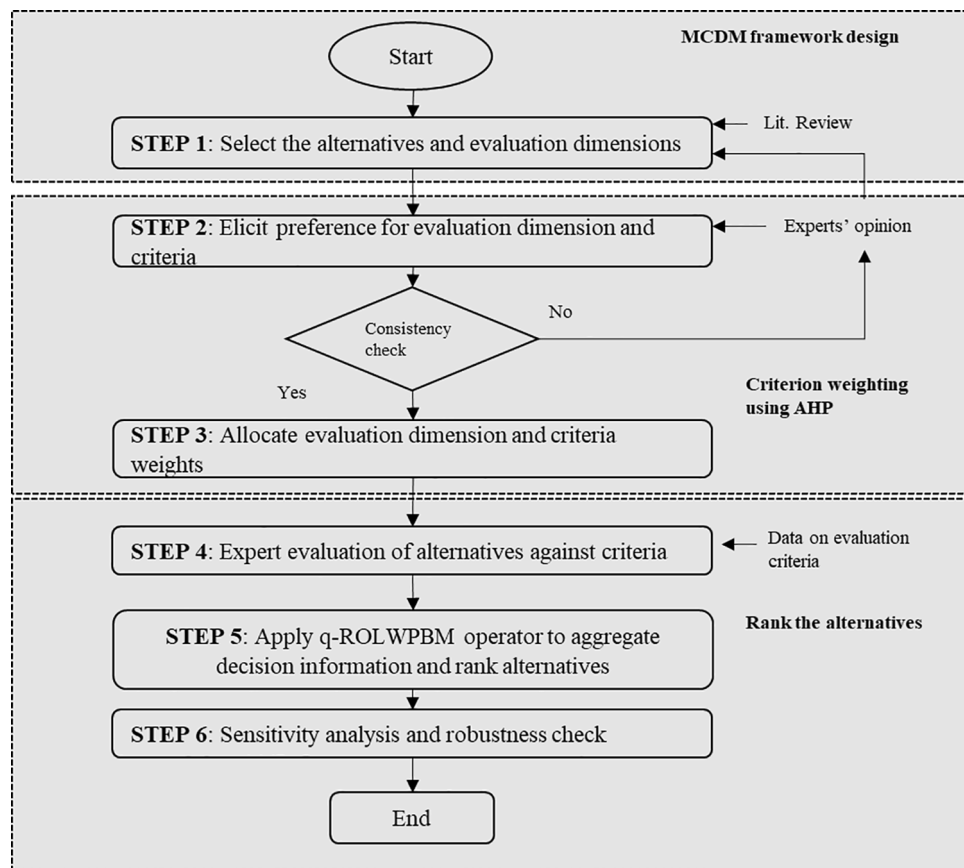 MCDM framework design
Start
Lit. Review
STEP 1: Select the alternatives and evaluation dimensions
STEP 2: Elicit preference for evaluation dimension and
criteria
Experts' opinion
No
Consistency
check
Yes
Criterion weighting
using AHP
STEP 3: Allocate evaluation dimension and criteria
weights
STEP 4: Expert evaluation of alternatives against criteria
Data on evaluation
criteria
STEP 5: Apply q-ROLWPBM operator to aggregate
decision information and rank alternatives
Rank the alternatives
STEP 6: Sensitivity analysis and robustness check
End